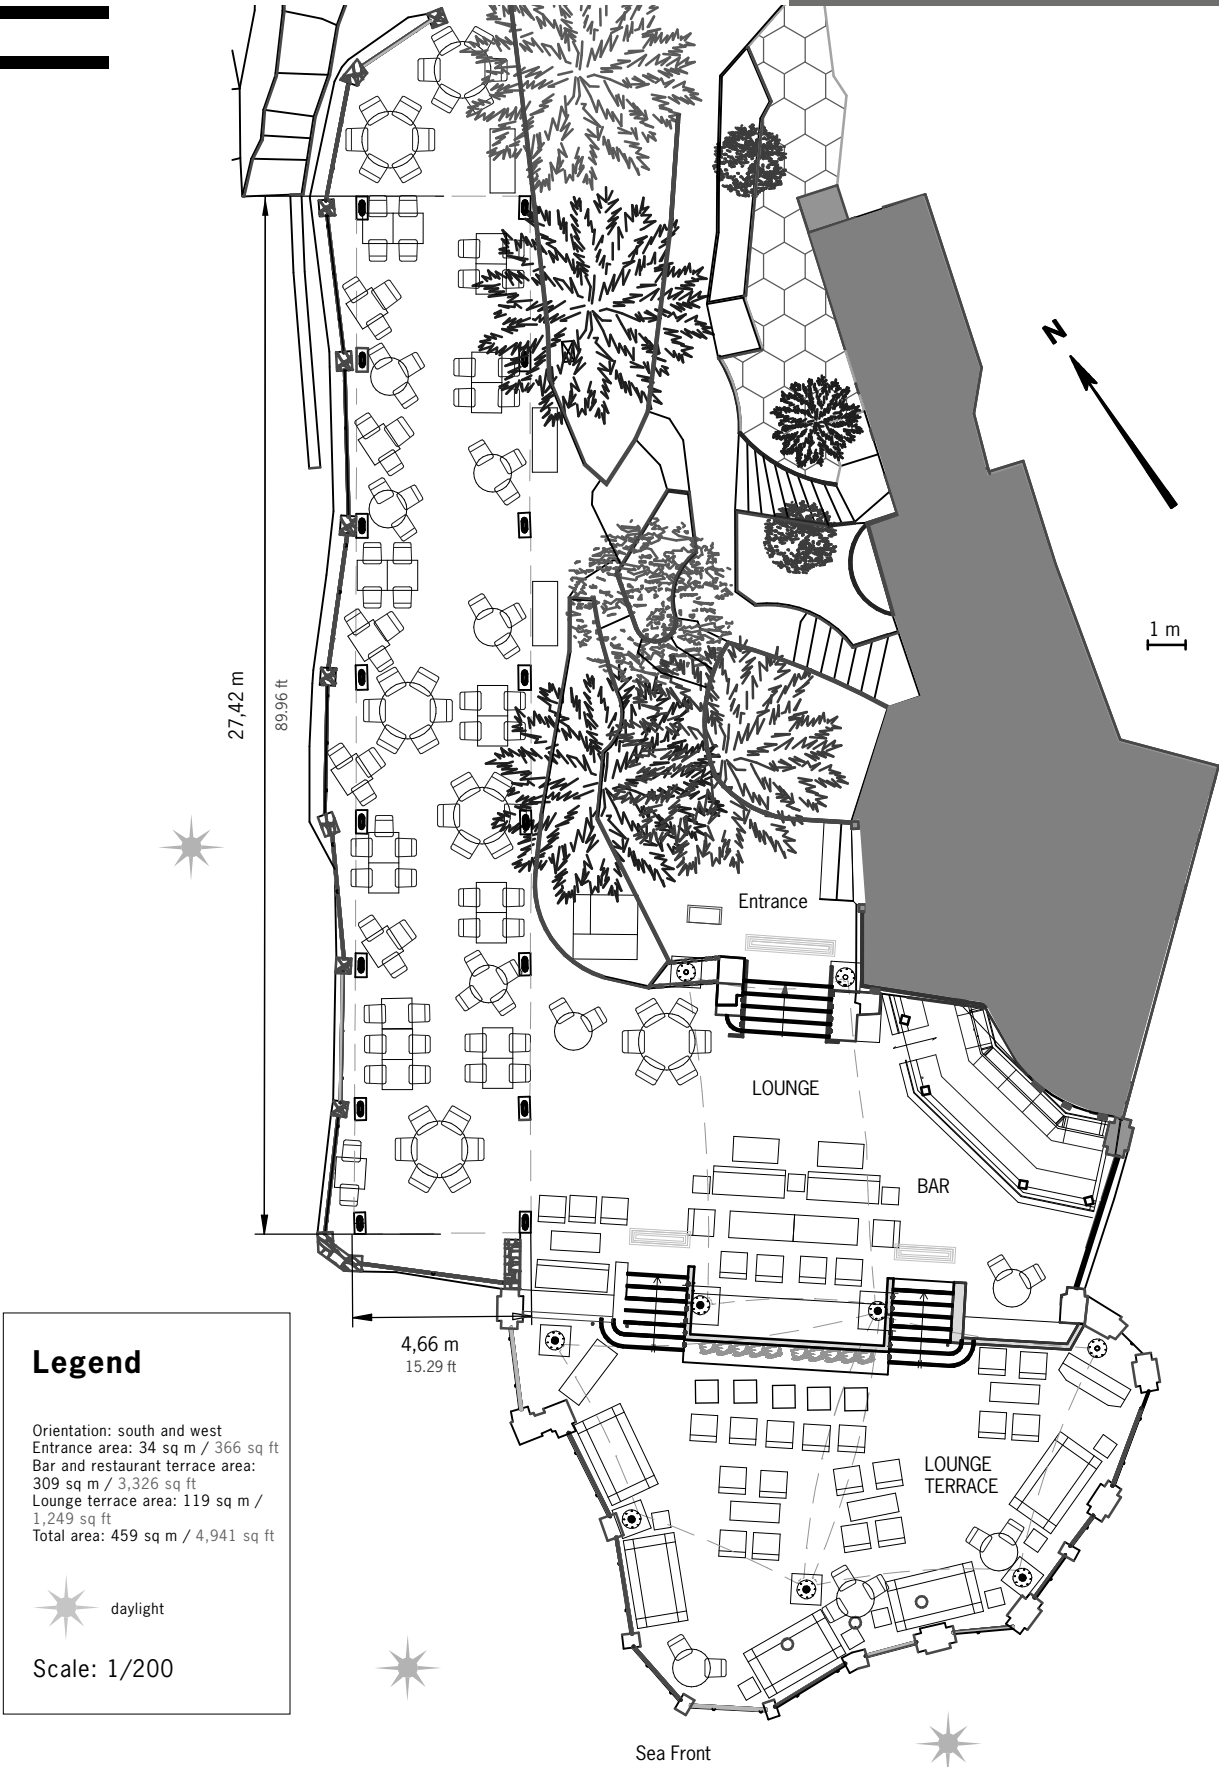 N
1 m
27,42 m
89.96 ft
Entrance
LOUNGE
BAR
4,66 m
15.29 ft
LOUNGE
TERRACE
Legend
Orientation: south and west
Entrance area: 34 sq m / 366 sq ft
Bar and restaurant terrace area:
309 sq m / 3,326 sq ft
Lounge terrace area: 119 sq m /
1,249 sq ft
Total area: 459 sq m / 4,941 sq ft
daylight
Scale: 1/200
Sea Front